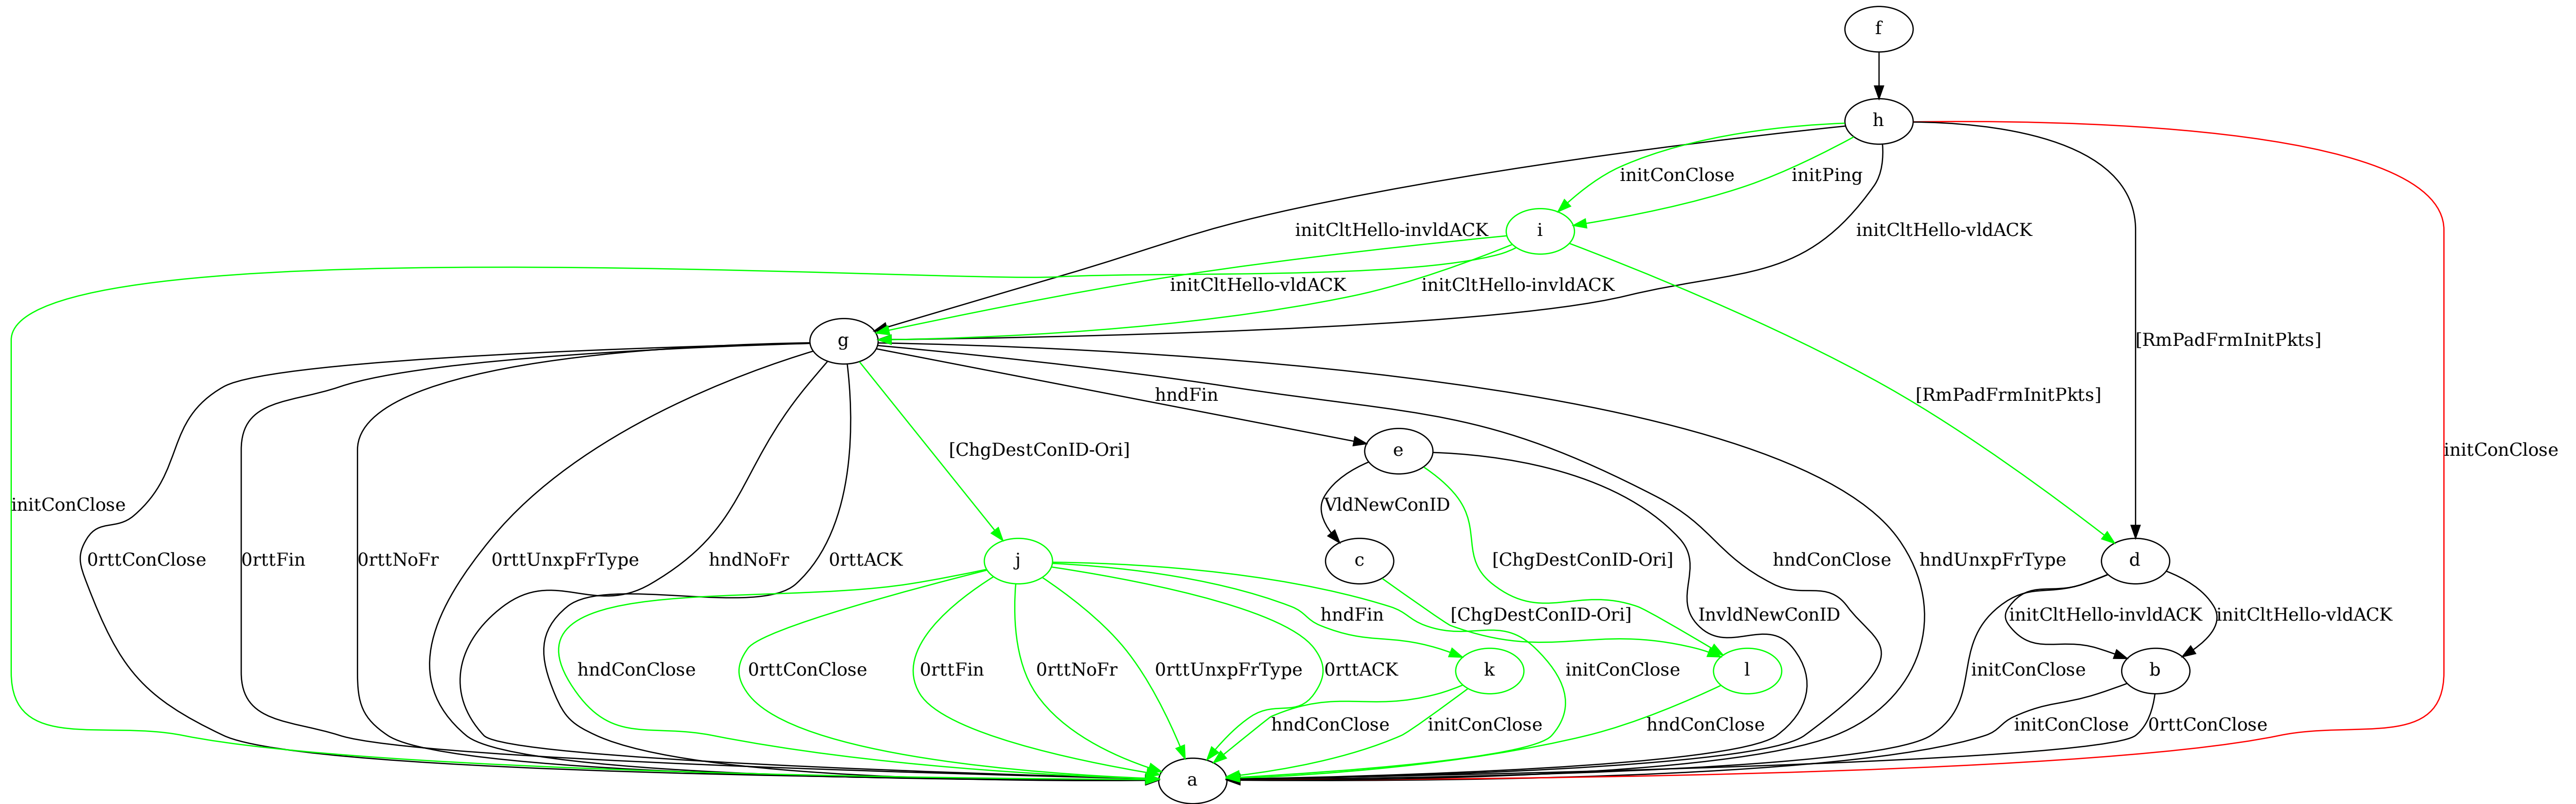 f
h
initConClose
initPing
i
initCltHello-invldACK
initCltHello-vldACK
initCltHello-vldACK
initCltHello-invldACK
g
[RmPadFrmInitPkts]
hndFin
[RmPadFrmInitPkts]
[ChgDestConID-Ori]
e
initConClose
initConClose
VldNewConID
0rttConClose
0rttFin
0rttNoFr
0rttUnxpFrType
hndNoFr
0rttACK
j
c
[ChgDestConID-Ori]
hndConClose
hndUnxpFrType
d
hndFin
[ChgDestConID-Ori]
InvldNewConID
initCltHello-invldACK
initCltHello-vldACK
hndConClose
0rttConClose
0rttFin
0rttNoFr
0rttUnxpFrType
0rttACK
k
initConClose
l
initConClose
b
hndConClose
initConClose
hndConClose
initConClose
0rttConClose
a